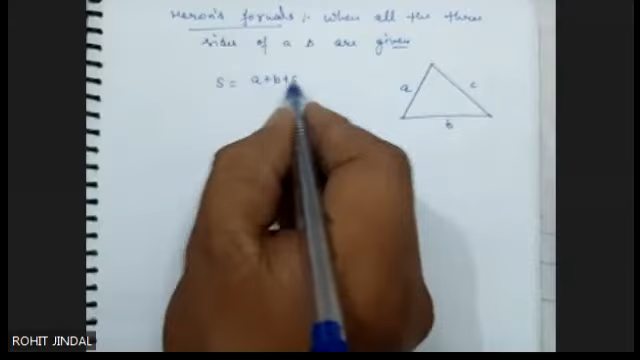 Heron's formula :- when all the three
sides of a Δ are given
S = a+b+c
a
c
b
ROHIT JINDAL